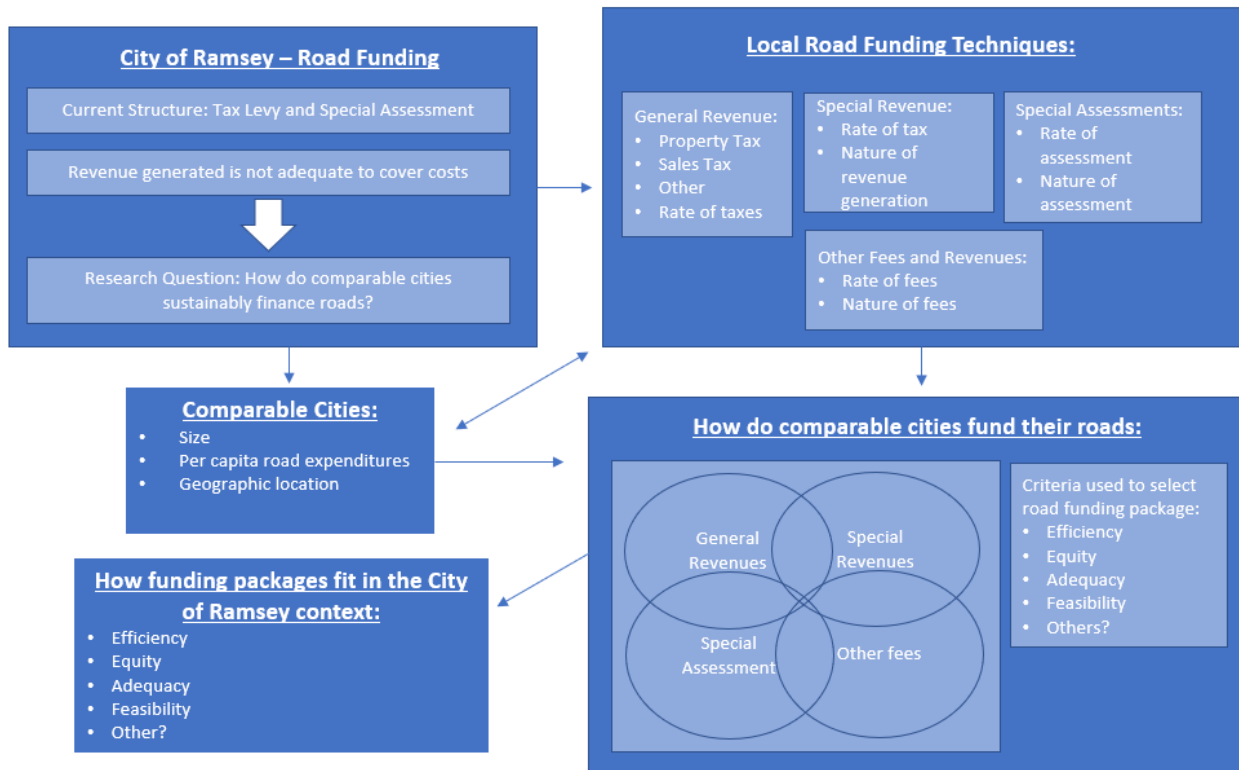 City of Ramsey – Road Funding
Current Structure: Tax Levy and Special Assessment
Revenue generated is not adequate to cover costs
Research Question: How do comparable cities
sustainably finance roads?
Local Road Funding Techniques:
General Revenue:
• Property Tax
• Sales Tax
• Other
• Rate of taxes
Special Revenue:
• Rate of tax
• Nature of
revenue
generation
Special Assessments:
• Rate of
assessment
• Nature of
assessment
Other Fees and Revenues:
• Rate of fees
• Nature of fees
Comparable Cities:
• Size
• Per capita road expenditures
• Geographic location
How do comparable cities fund their roads:
General
Revenues
Special
Revenues
Special
Assessment
Other fees
Criteria used to select
road funding package:
• Efficiency
• Equity
• Adequacy
• Feasibility
• Others?
How funding packages fit in the City
of Ramsey context:
• Efficiency
• Equity
• Adequacy
• Feasibility
• Other?